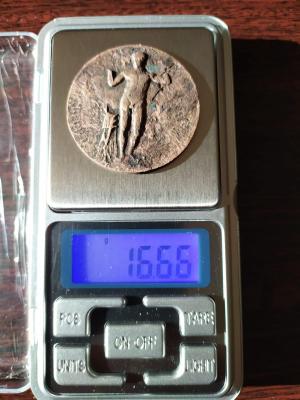 g
16.66
PCS
TARE
ON-OFF
UNITS
LIGHT